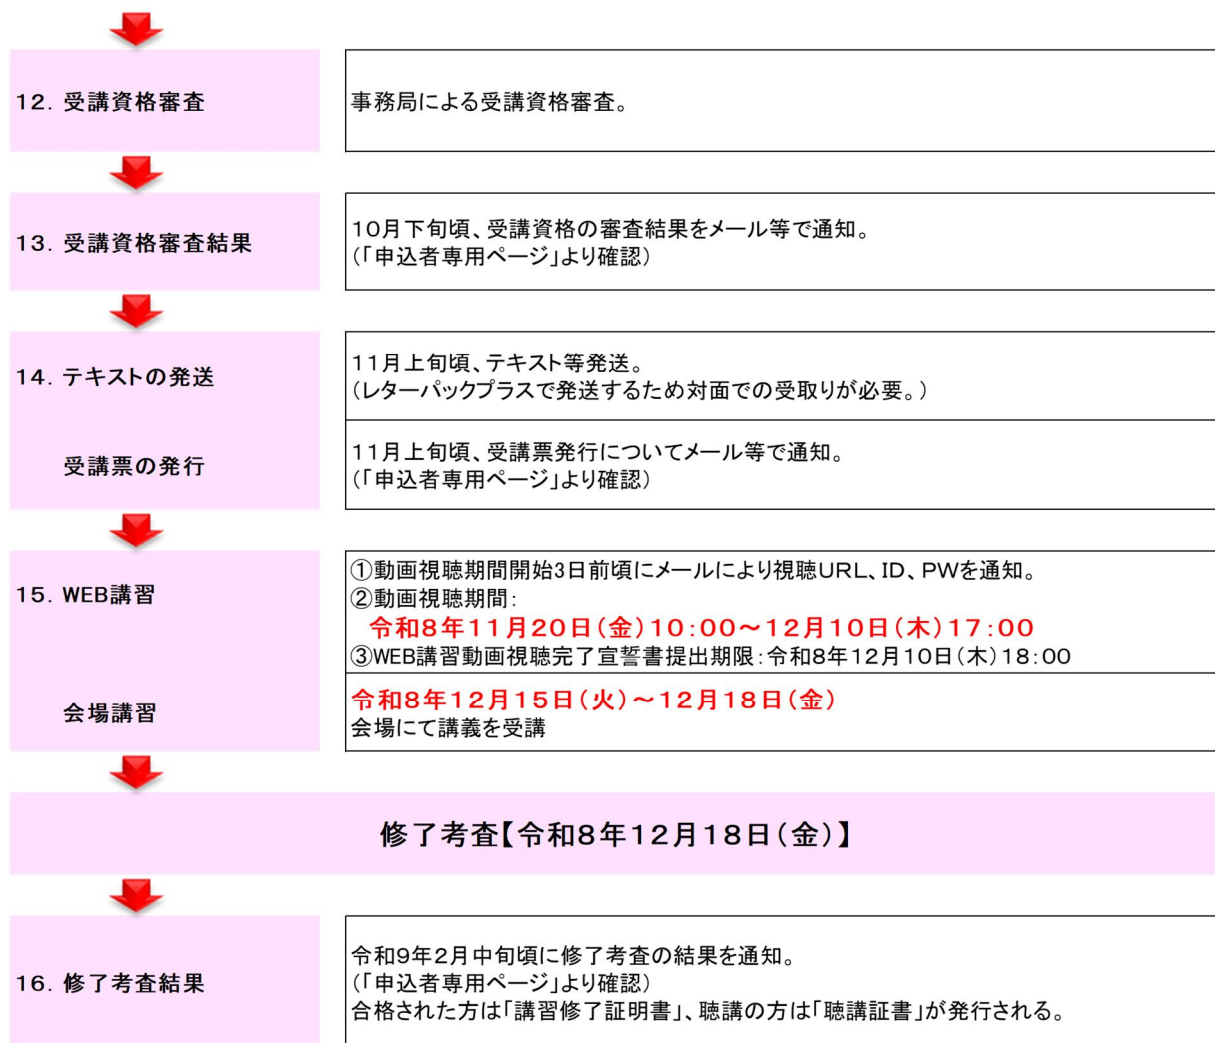 12. 受講資格審査
事務局による受講資格審査。
13. 受講資格審査結果
10月下旬頃、受講資格の審査結果をメール等で通知。
(「申込者専用ページ」より確認)
14. テキストの発送
11月上旬頃、テキスト等発送。
(レターパックプラスで発送するため対面での受取りが必要。)
受講票の発行
11月上旬頃、受講票発行についてメール等で通知。
(「申込者専用ページ」より確認)
15. WEB講習
①動画視聴期間開始3日前頃にメールにより視聴URL、ID、PWを通知。
②動画視聴期間:
令和8年11月20日(金)10:00~12月10日(木)17:00
③WEB講習動画視聴完了宣誓書提出期限:令和8年12月10日(木)18:00
会場講習
令和8年12月15日(火)~12月18日(金)
会場にて講義を受講
修了考査【令和8年12月18日(金)】
16. 修了考査結果
令和9年2月中旬頃に修了考査の結果を通知。
(「申込者専用ページ」より確認)
合格された方は「講習修了証明書」、聴講の方は「聴講証書」が発行される。